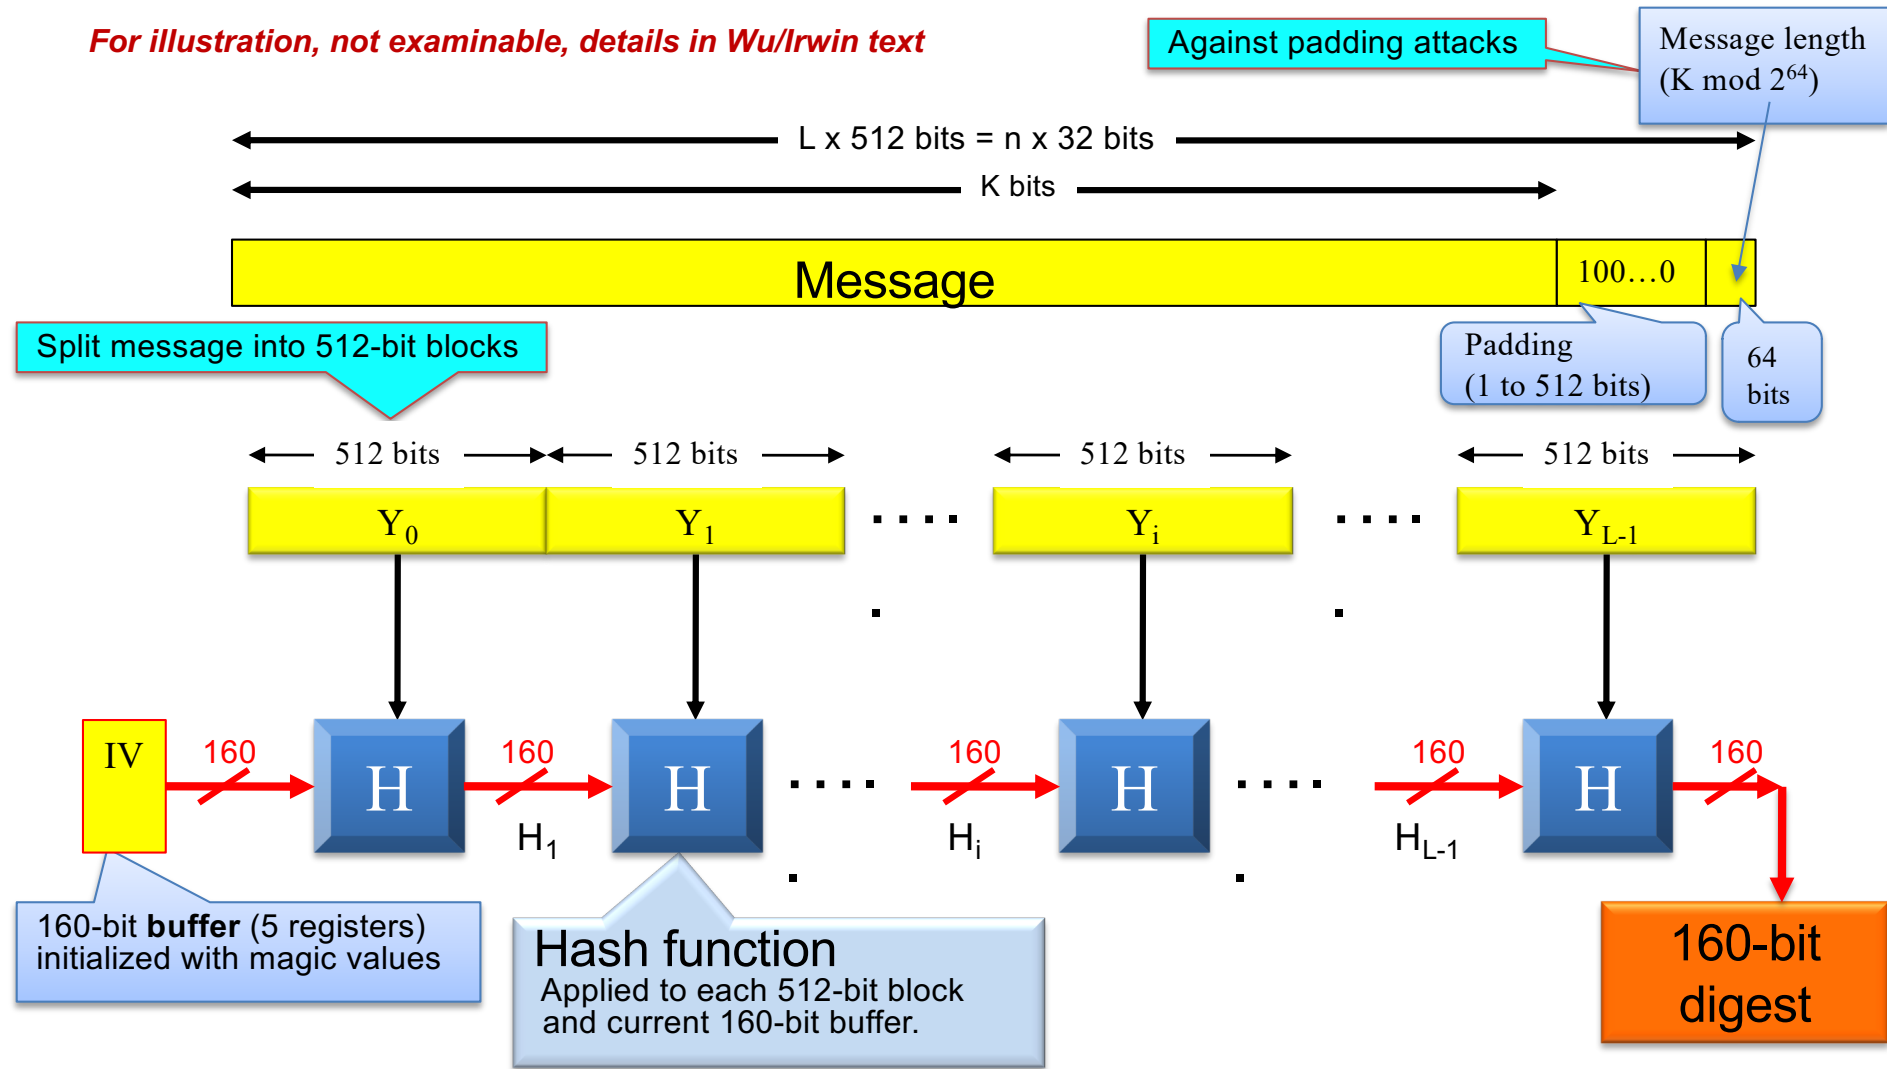 For illustration, not examinable, details in Wu/Irwin text
Against padding attacks
Message length
(K mod 2⁶⁴)
L x 512 bits = n x 32 bits
K bits
Message
100…0
Split message into 512-bit blocks
Padding
(1 to 512 bits)
64
bits
512 bits
512 bits
512 bits
512 bits
Y₀
Y₁
....
Yᵢ
....
Y_L-1
.
.
IV
160
H
160
H
....
160
H
....
160
H
160
H₁
Hᵢ
H_L-1
.
.
160-bit buffer (5 registers)
initialized with magic values
Hash function
Applied to each 512-bit block
and current 160-bit buffer.
160-bit
digest